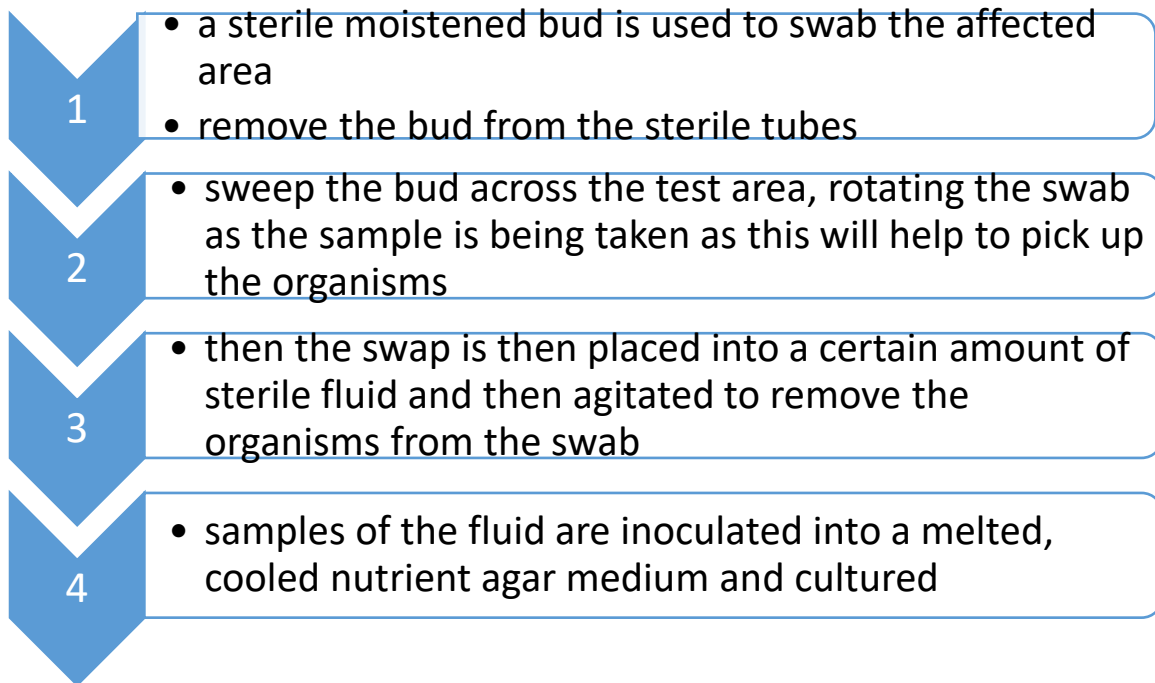 1
• a sterile moistened bud is used to swab the affected
area
• remove the bud from the sterile tubes
2
• sweep the bud across the test area, rotating the swab
as the sample is being taken as this will help to pick up
the organisms
3
• then the swap is then placed into a certain amount of
sterile fluid and then agitated to remove the
organisms from the swab
4
• samples of the fluid are inoculated into a melted,
cooled nutrient agar medium and cultured